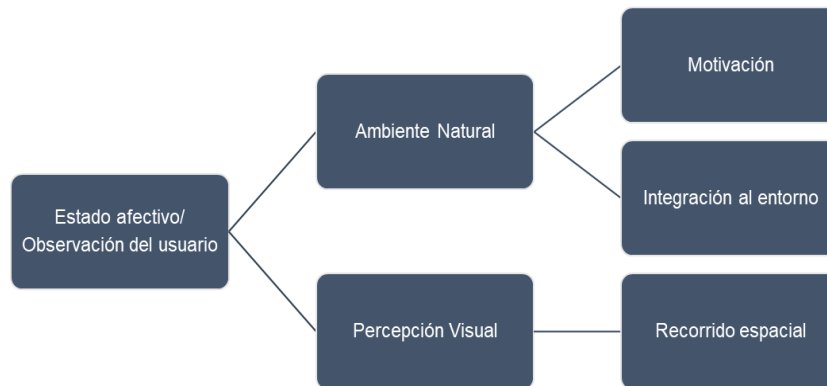 Estado afectivo/
Observación del usuario
Ambiente Natural
Motivación
Integración al entorno
Percepción Visual
Recorrido espacial